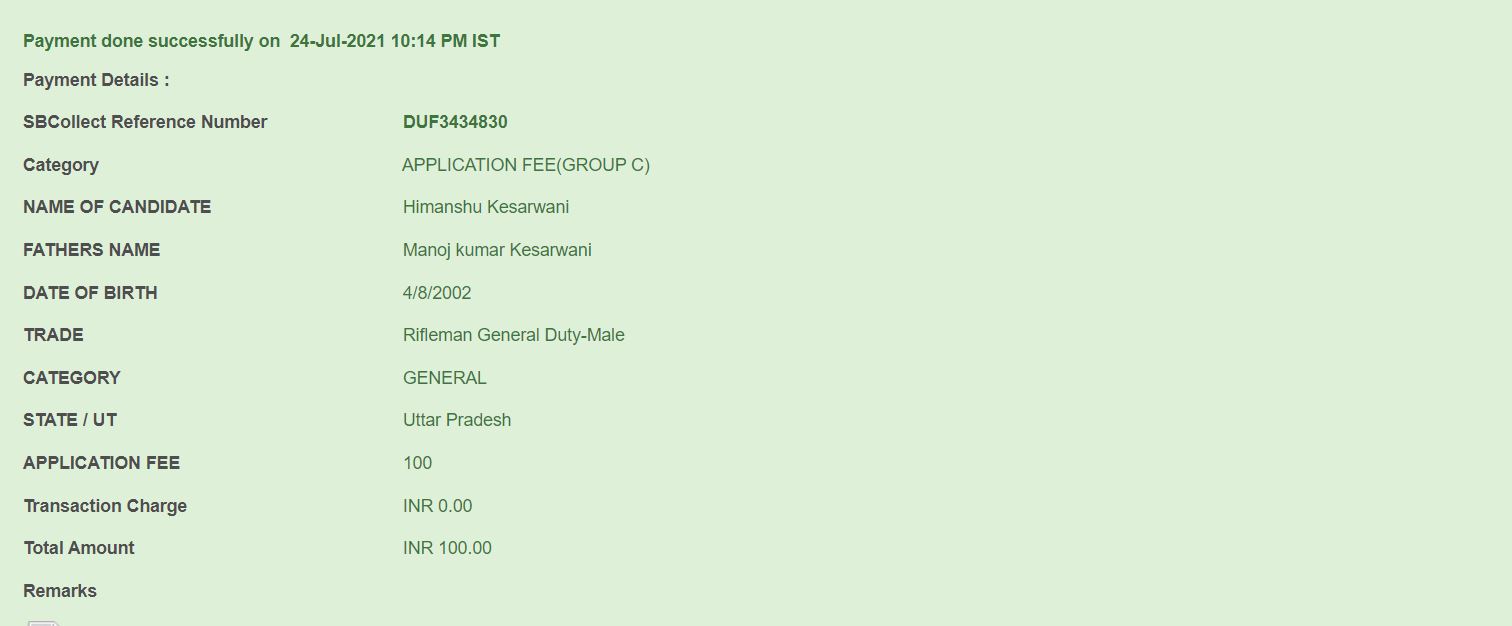 Payment done successfully on 24-Jul-2021 10:14 PM IST
Payment Details :
SBCollect Reference Number DUF3434830
Category APPLICATION FEE(GROUP C)
NAME OF CANDIDATE Himanshu Kesarwani
FATHERS NAME Manoj kumar Kesarwani
DATE OF BIRTH 4/8/2002
TRADE Rifleman General Duty-Male
CATEGORY GENERAL
STATE / UT Uttar Pradesh
APPLICATION FEE 100
Transaction Charge INR 0.00
Total Amount INR 100.00
Remarks